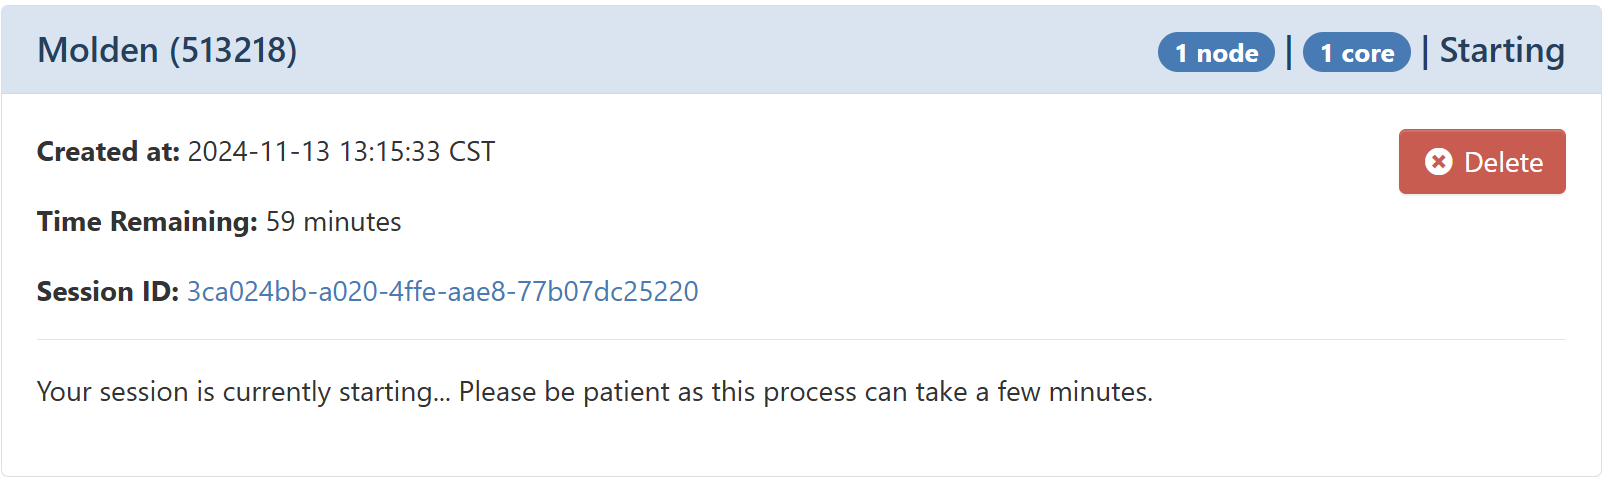 Molden (513218)
1 node | 1 core | Starting
Created at: 2024-11-13 13:15:33 CST
Delete
Time Remaining: 59 minutes
Session ID: 3ca024bb-a020-4ffe-aae8-77b07dc25220
Your session is currently starting... Please be patient as this process can take a few minutes.